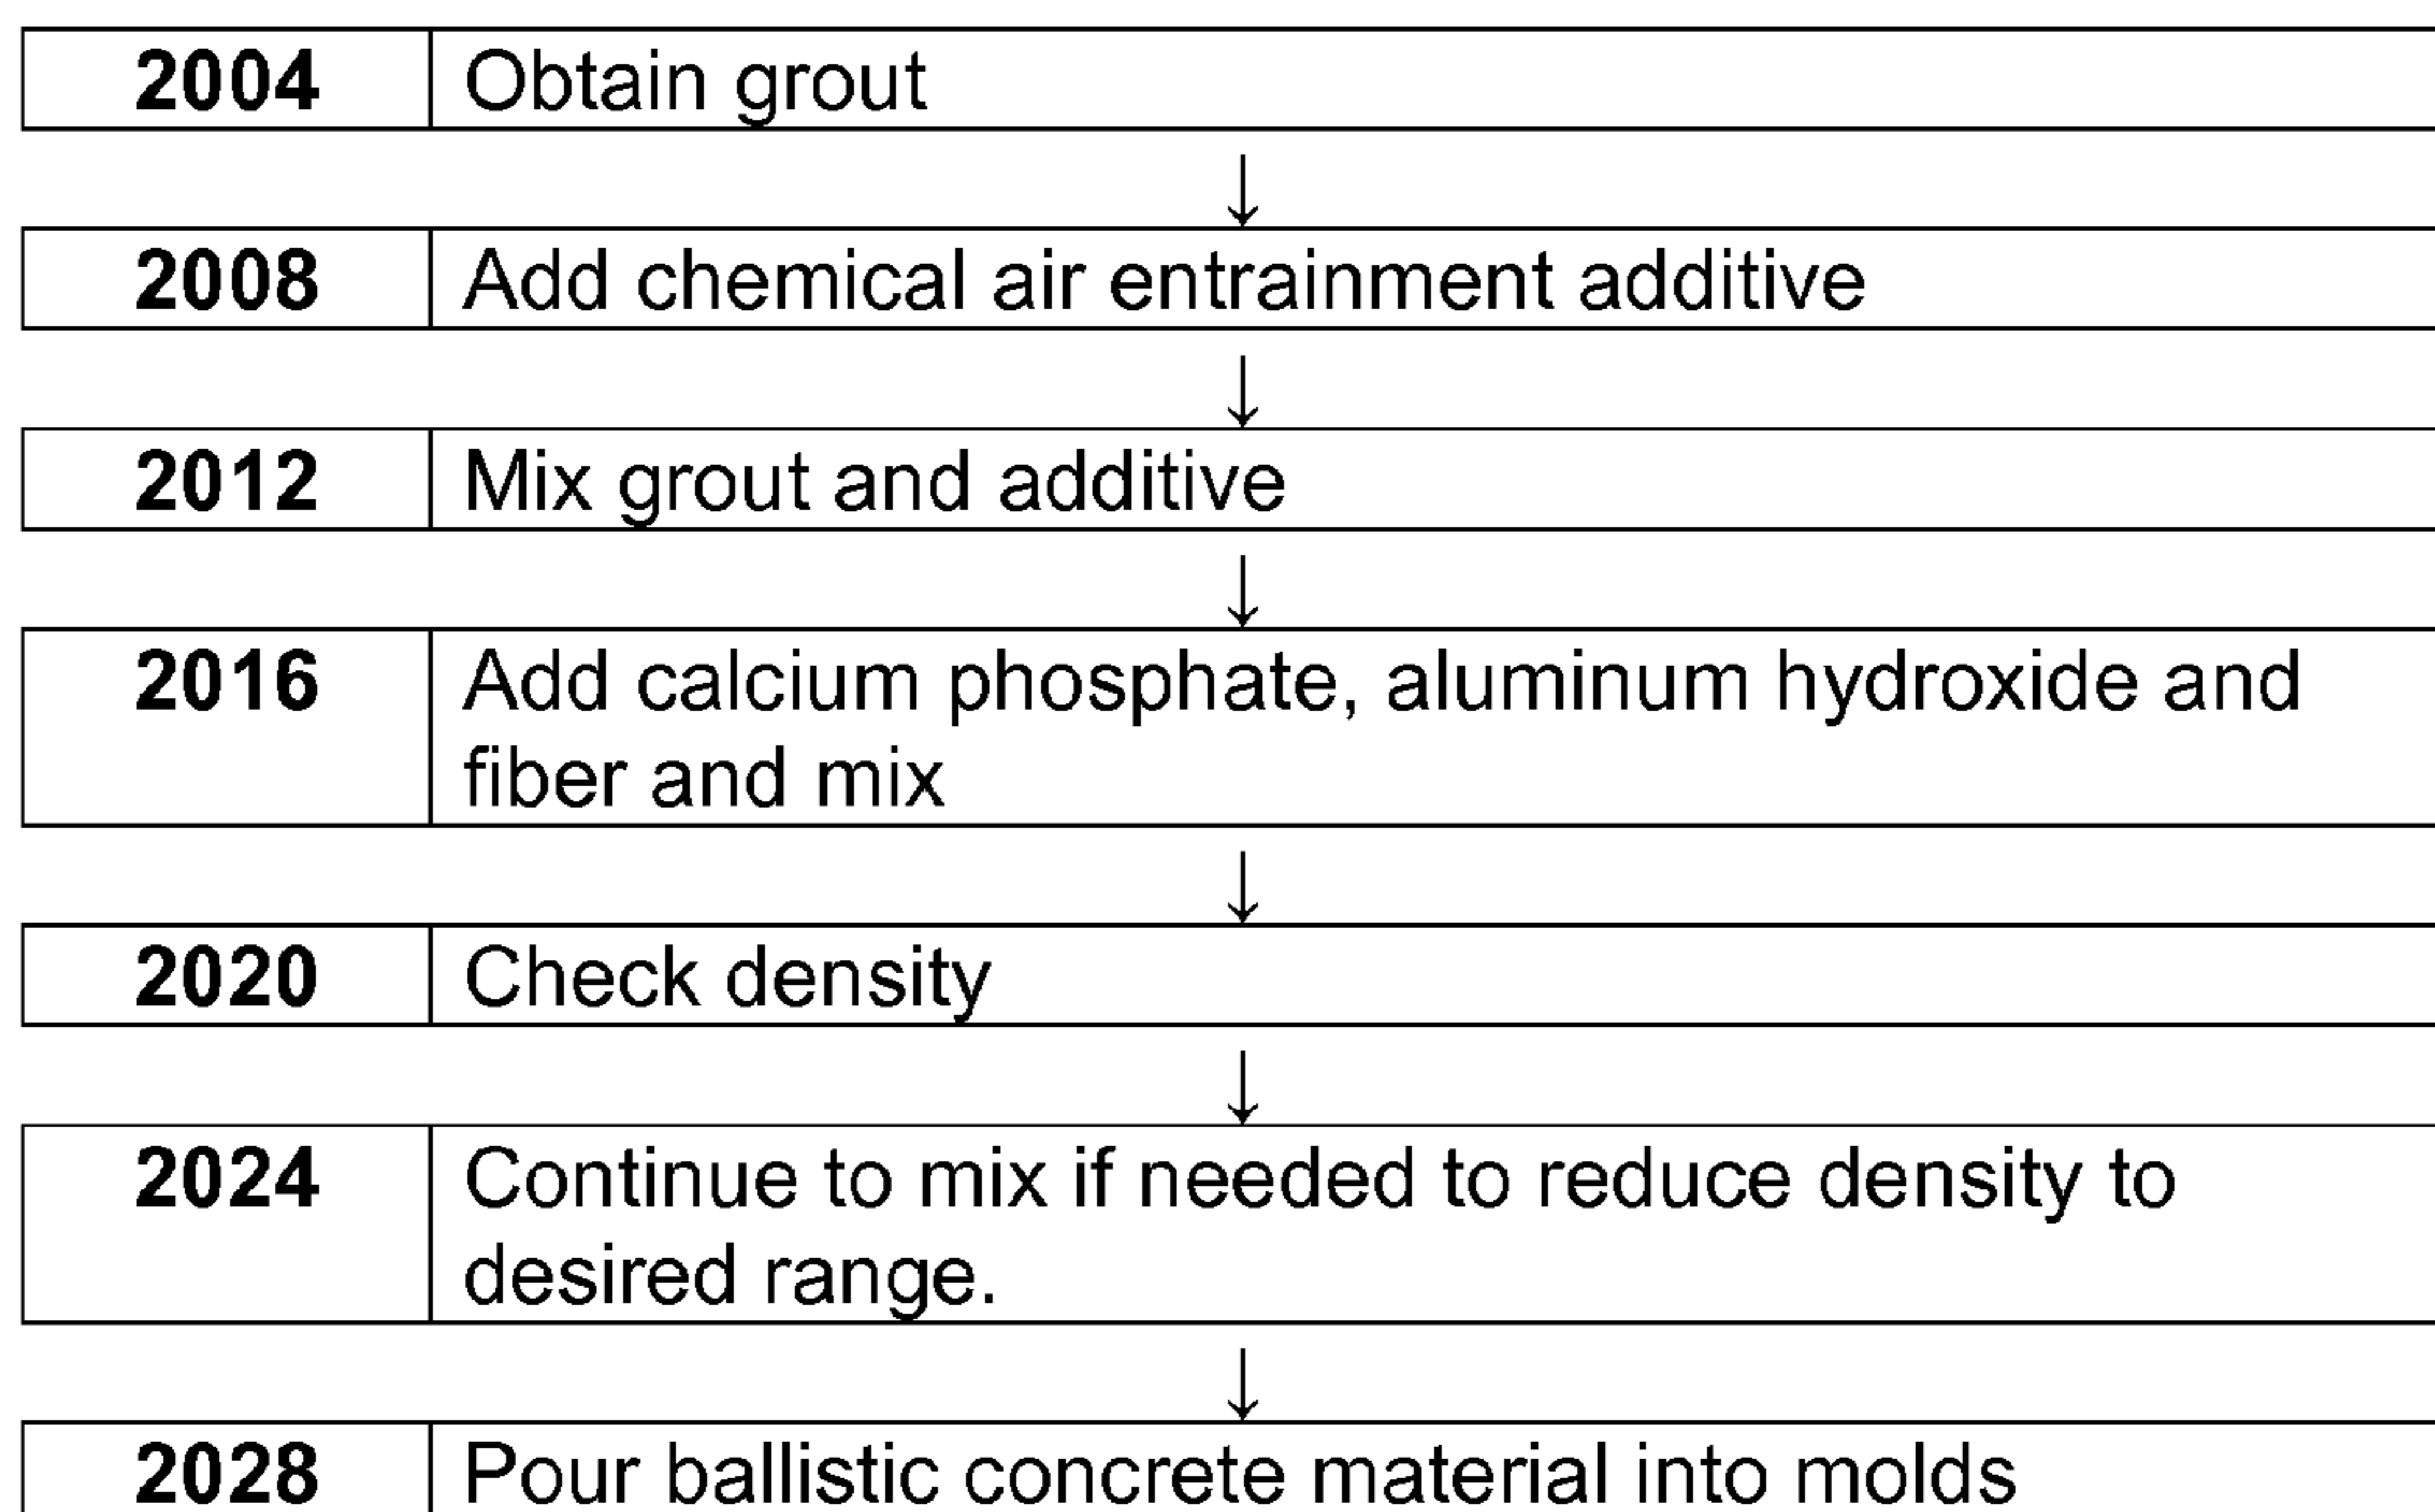 2004 Obtain grout
↓
2008 Add chemical air entrainment additive
↓
2012 Mix grout and additive
↓
2016 Add calcium phosphate, aluminum hydroxide and
fiber and mix
↓
2020 Check density
↓
2024 Continue to mix if needed to reduce density to
desired range.
↓
2028 Pour ballistic concrete material into molds